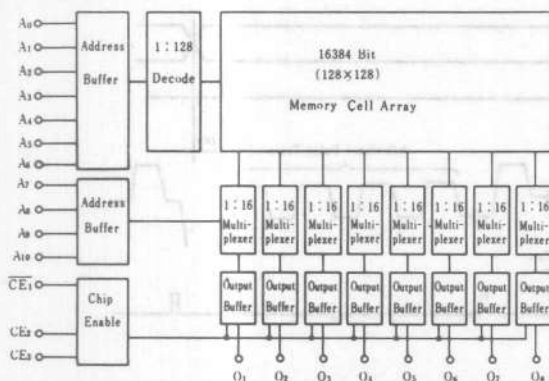 A0
A1
A2
A3
A4
A5
A6
A7
A8
A9
A10
CE1
CE2
CE3
Address
Buffer
1:128
Decode
16384 Bit
(128×128)
Memory Cell Array
Address
Buffer
1:16
Multi-
plexer
1:16
Multi-
plexer
1:16
Multi-
plexer
1:16
Multi-
plexer
1:16
Multi-
plexer
1:16
Multi-
plexer
1:16
Multi-
plexer
1:16
Multi-
plexer
Chip
Enable
Output
Buffer
Output
Buffer
Output
Buffer
Output
Buffer
Output
Buffer
Output
Buffer
Output
Buffer
Output
Buffer
O1
O2
O3
O4
O5
O6
O7
O8